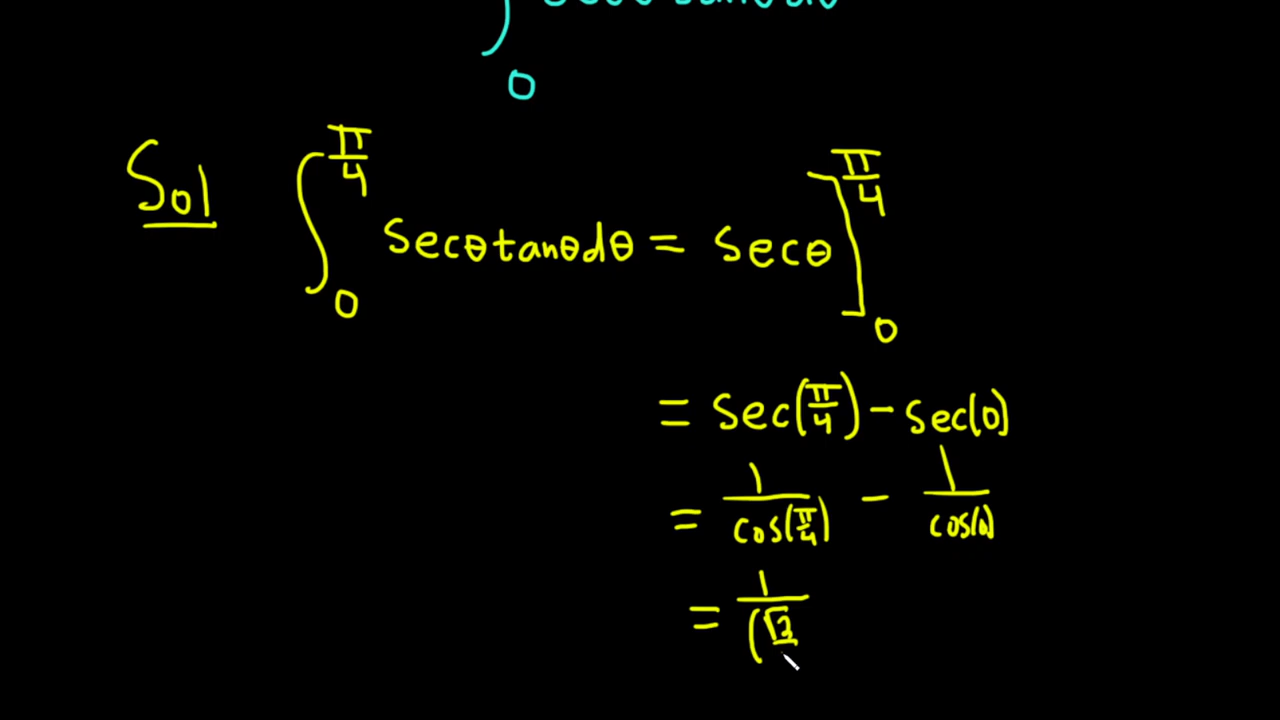 ∫₀ secθtanθdθ
Sol ∫₀^(π/4) secθtanθdθ = secθ]₀^(π/4)
= sec(π/4) - sec(0)
= 1/cos(π/4) - 1/cos(0)
= 1/(√2